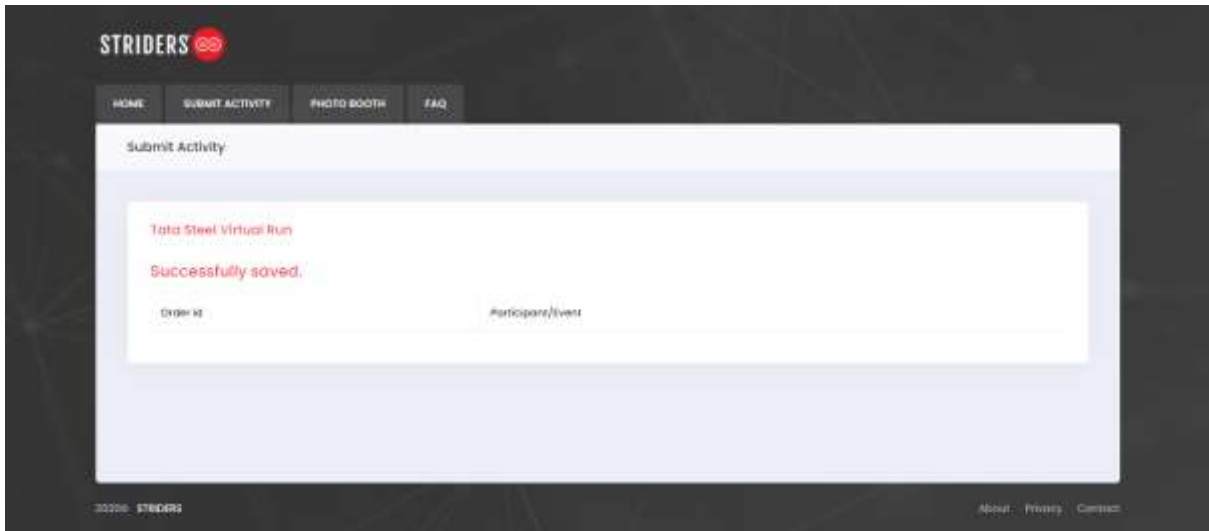 STRIDERS
HOME SUBMIT ACTIVITY PHOTO BOOTH FAQ
Submit Activity
Tata Steel Virtual Run
Successfully saved.
Order id Participant/Event
2020© STRIDERS About Privacy Contact